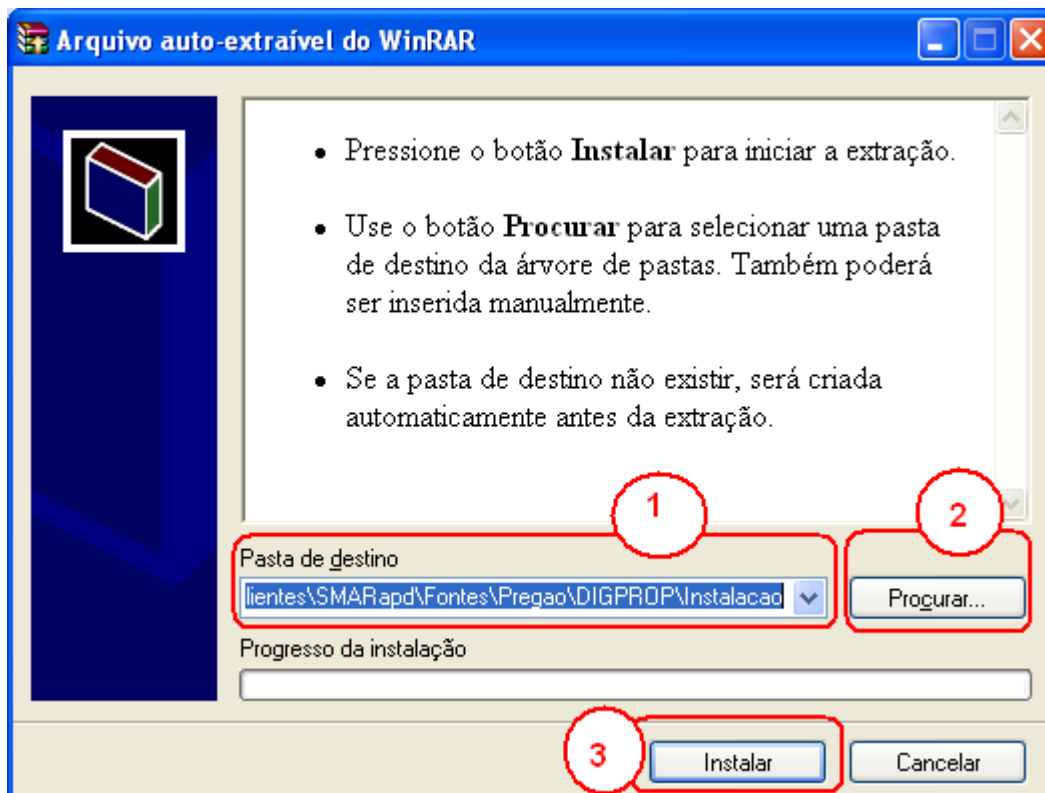 Arquivo auto-extraível do WinRAR
• Pressione o botão Instalar para iniciar a extração.
• Use o botão Procurar para selecionar uma pasta
de destino da árvore de pastas. Também poderá
ser inserida manualmente.
• Se a pasta de destino não existir, será criada
automaticamente antes da extração.
1
2
Pasta de destino
lientes\SMARapd\Fontes\Pregao\DIGPROP\Instalacao
Procurar...
Progresso da instalação
3
Instalar
Cancelar